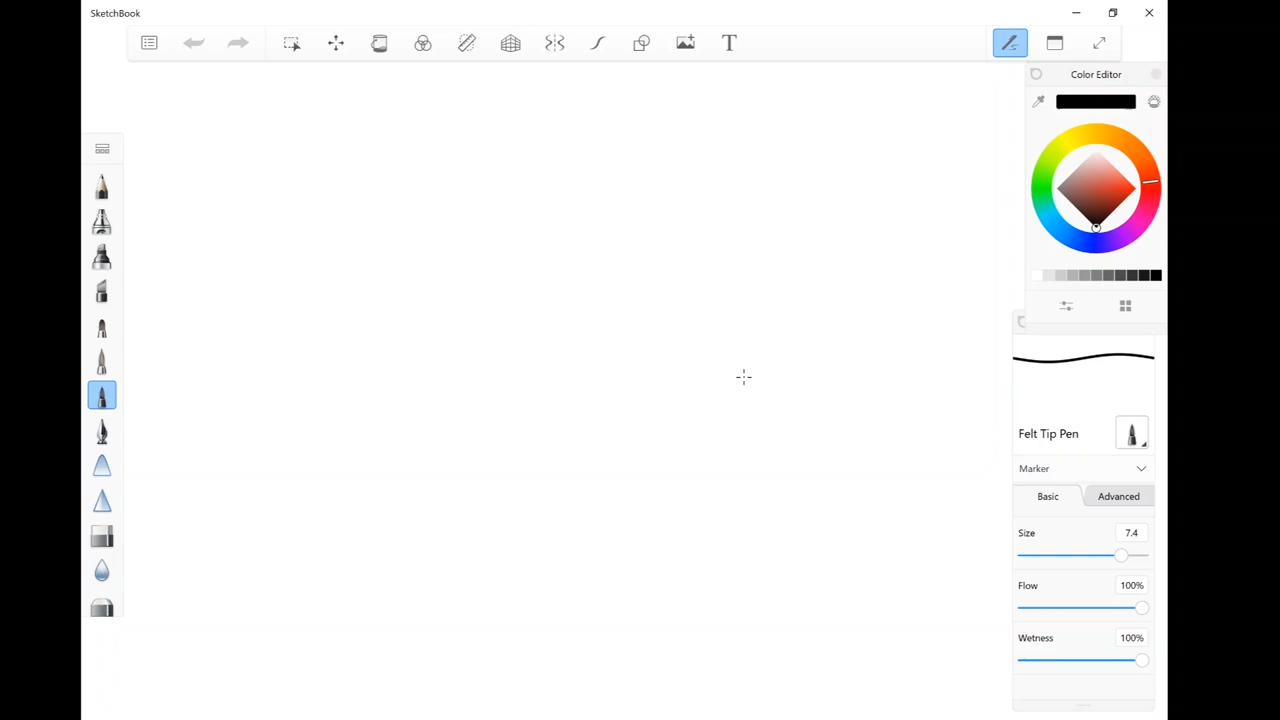 SketchBook
T
Color Editor
Felt Tip Pen
Marker
Basic Advanced
Size 7.4
Flow 100%
Wetness 100%